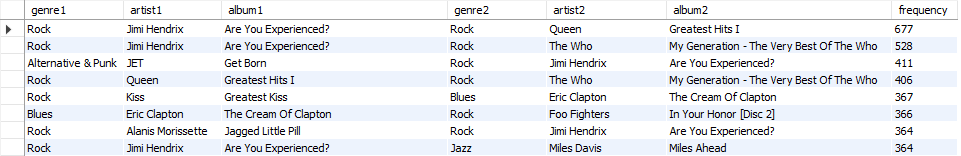 genre1 artist1 album1 genre2 artist2 album2 frequency
Rock Jimi Hendrix Are You Experienced? Rock Queen Greatest Hits I 677
Rock Jimi Hendrix Are You Experienced? Rock The Who My Generation - The Very Best Of The Who 528
Alternative & Punk JET Get Born Rock Jimi Hendrix Are You Experienced? 411
Rock Queen Greatest Hits I Rock The Who My Generation - The Very Best Of The Who 406
Rock Kiss Greatest Kiss Blues Eric Clapton The Cream Of Clapton 367
Blues Eric Clapton The Cream Of Clapton Rock Foo Fighters In Your Honor [Disc 2] 366
Rock Alanis Morissette Jagged Little Pill Rock Jimi Hendrix Are You Experienced? 364
Rock Jimi Hendrix Are You Experienced? Jazz Miles Davis Miles Ahead 364